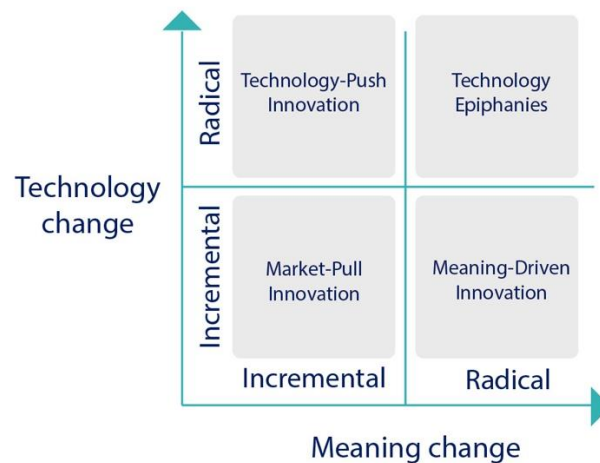 Radical
Technology-Push
Innovation
Technology
Epiphanies
Technology
change
Incremental
Market-Pull
Innovation
Meaning-Driven
Innovation
Incremental
Radical
Meaning change